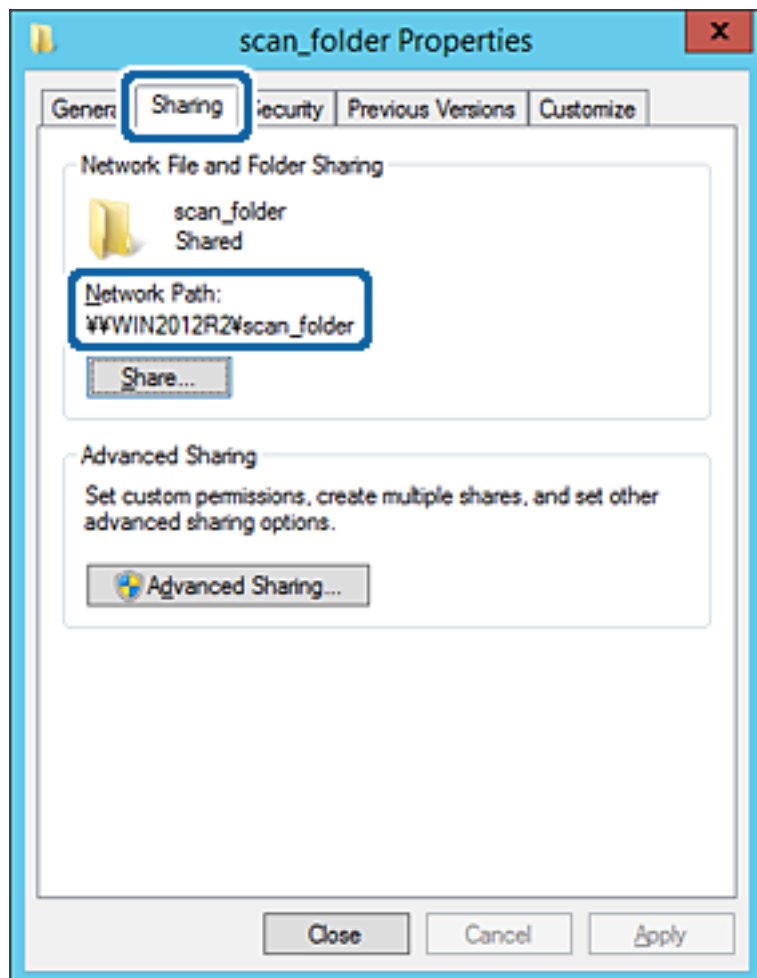 scan_folder Properties
x
Sharing
Previous Versions
Customize
Network File and Folder Sharing
scan_folder
Shared
Network Path:
¥¥WIN2012R2¥scan_folder
Share...
Advanced Sharing
Set custom permissions, create multiple shares, and set other
advanced sharing options.
Advanced Sharing...
Close
Cancel
Apply